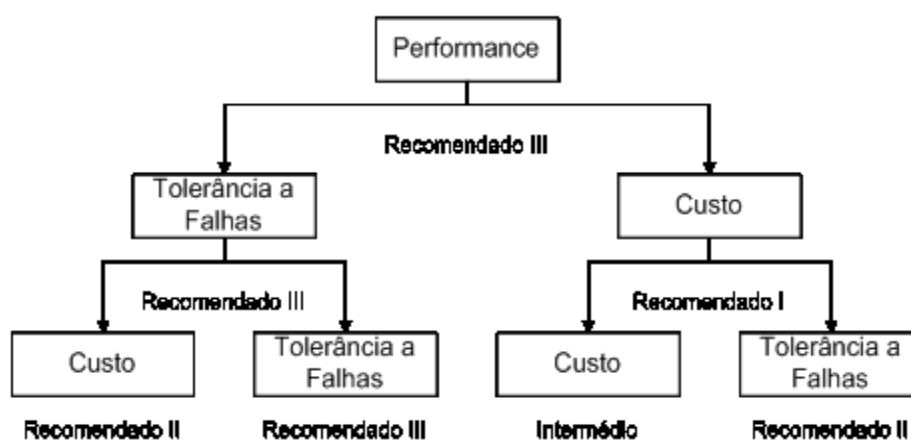 Performance
Recomendado III
Tolerância a
Falhas
Custo
Recomendado III
Recomendado I
Custo
Tolerância a
Falhas
Custo
Tolerância a
Falhas
Recomendado II
Recomendado III
Intermédio
Recomendado II